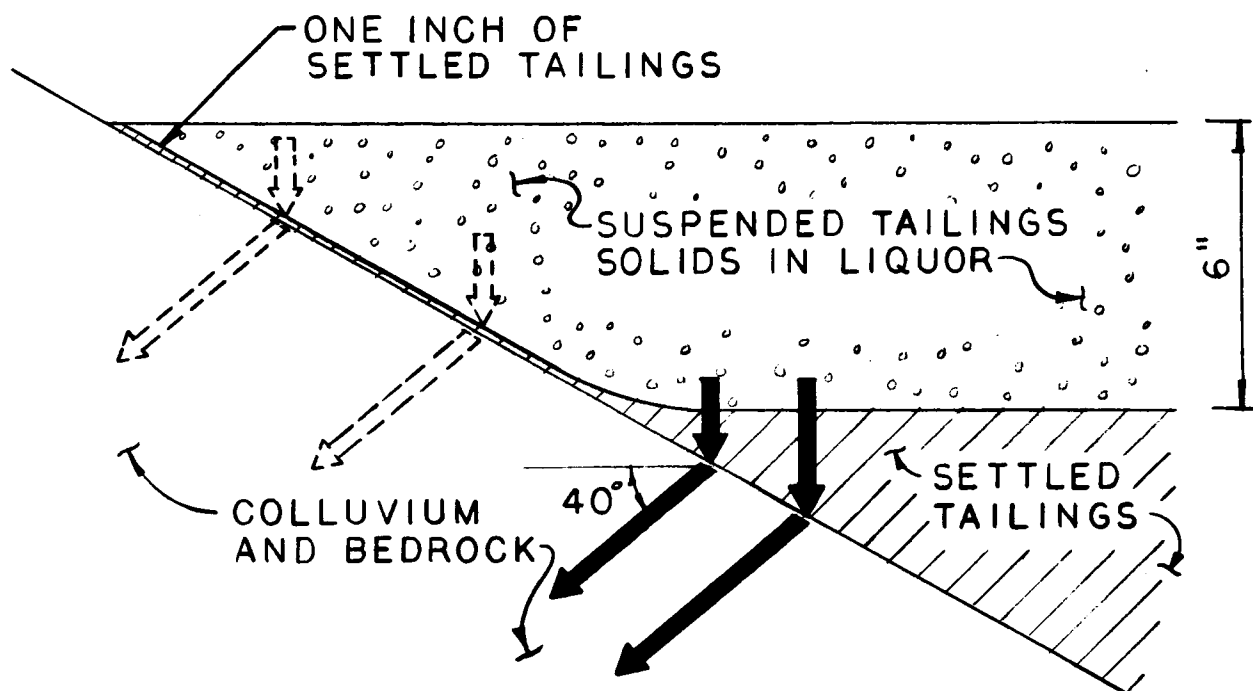 ONE INCH OF
SETTLED TAILINGS
SUSPENDED TAILINGS
SOLIDS IN LIQUOR
6"
40°
SETTLED
TAILINGS
COLLUVIUM
AND BEDROCK